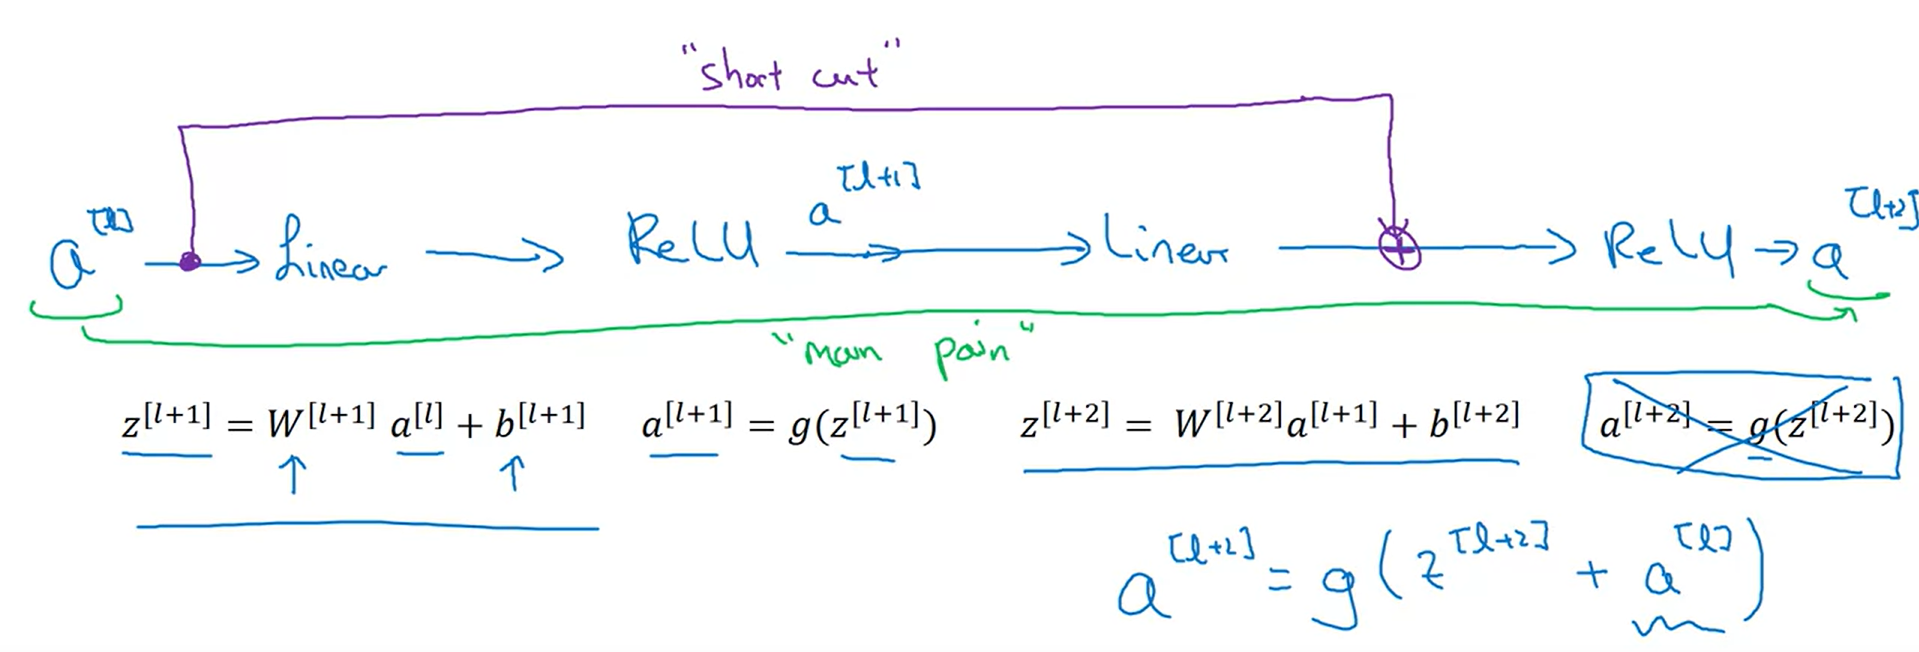 "short cut"
a^[l] → Linear → ReLU → a^[l+1] → Linear → ⊕ → ReLU → a^[l+2]
"main pain"
z^[l+1] = W^[l+1] a^[l] + b^[l+1]   a^[l+1] = g(z^[l+1])   z^[l+2] = W^[l+2]a^[l+1] + b^[l+2]   a^[l+2] = g(z^[l+2])
a^[l+2] = g(z^[l+2] + a^[l])